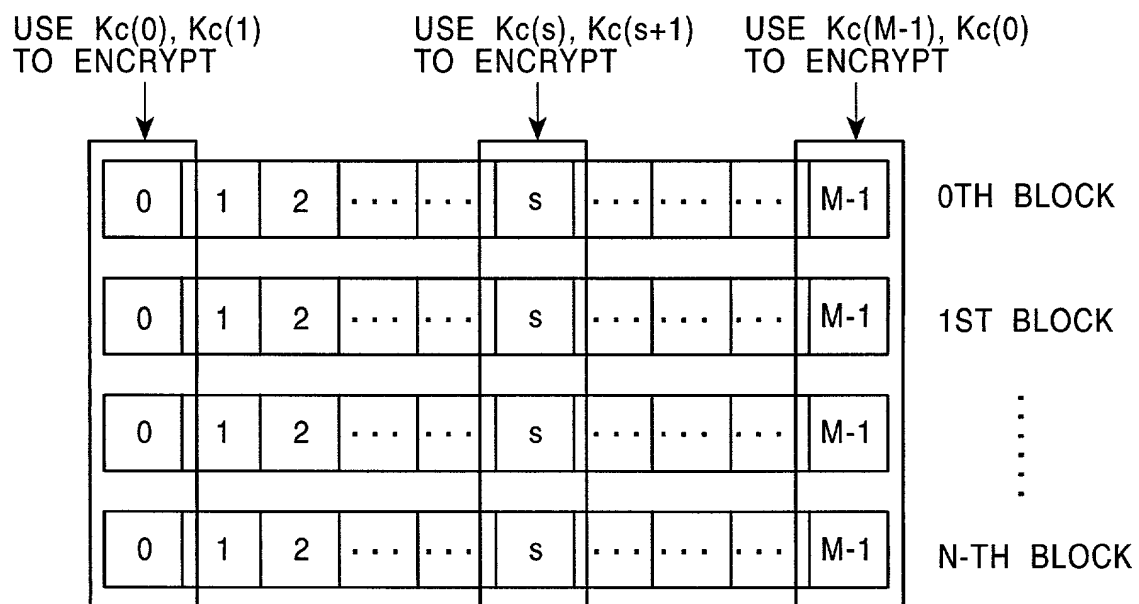 USE Kc(0), Kc(1)
TO ENCRYPT
USE Kc(s), Kc(s+1)
TO ENCRYPT
USE Kc(M-1), Kc(0)
TO ENCRYPT
0 1 2 ... ... s ... ... ... M-1 0TH BLOCK
0 1 2 ... ... s ... ... ... M-1 1ST BLOCK
0 1 2 ... ... s ... ... ... M-1
0 1 2 ... ... s ... ... ... M-1 N-TH BLOCK